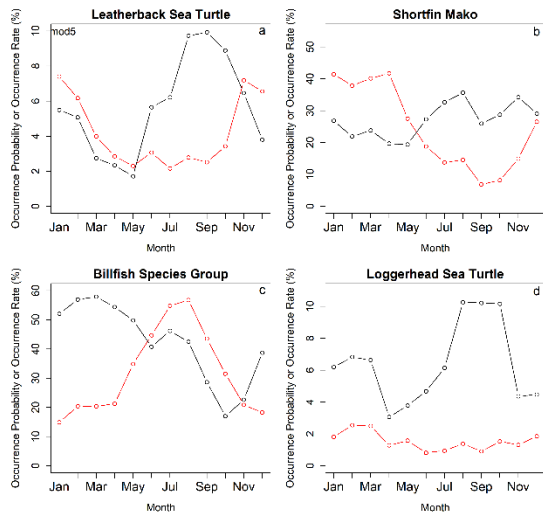 Leatherback Sea Turtle
mod5
a
Occurrence Probability or Occurrence Rate (%)
10
8
6
4
2
0
Jan Mar May Jul Sep Nov
Month
Shortfin Mako
b
Occurrence Probability or Occurrence Rate (%)
50
40
30
20
10
0
Jan Mar May Jul Sep Nov
Month
Billfish Species Group
c
Occurrence Probability or Occurrence Rate (%)
60
50
40
30
20
10
0
Jan Mar May Jul Sep Nov
Month
Loggerhead Sea Turtle
d
Occurrence Probability or Occurrence Rate (%)
10
8
6
4
2
0
Jan Mar May Jul Sep Nov
Month